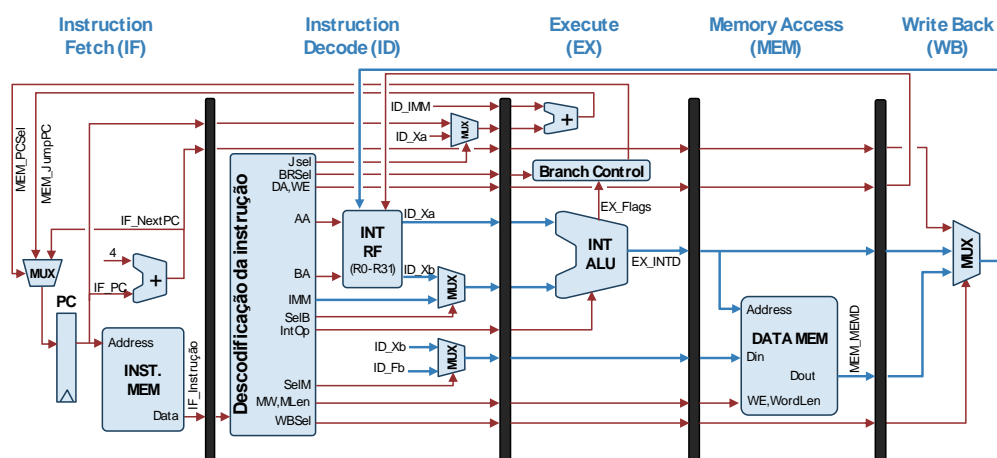 Instruction
Fetch (IF)
Instruction
Decode (ID)
Execute
(EX)
Memory Access
(MEM)
Write Back
(WB)
MEM_PCSel
MEM_JumpPC
IF_NextPC
4
MUX
+
IF_PC
PC
Address
INST.
MEM
Data
IF_Instrução
Descodificação da instrução
Jsel
BRSel
DA,WE
AA
BA
IMM
SelB
IntOp
SelM
MW,MLen
WBSel
ID_IMM
ID_Xa
MUX
INT
RF
(R0-R31)
ID_Xa
ID_Xb
MUX
ID_Xb
ID_Fb
MUX
+
Branch Control
EX_Flags
INT
ALU
EX_INTD
Address
DATA MEM
Din
Dout
WE,WordLen
MEM_MEMD
MUX